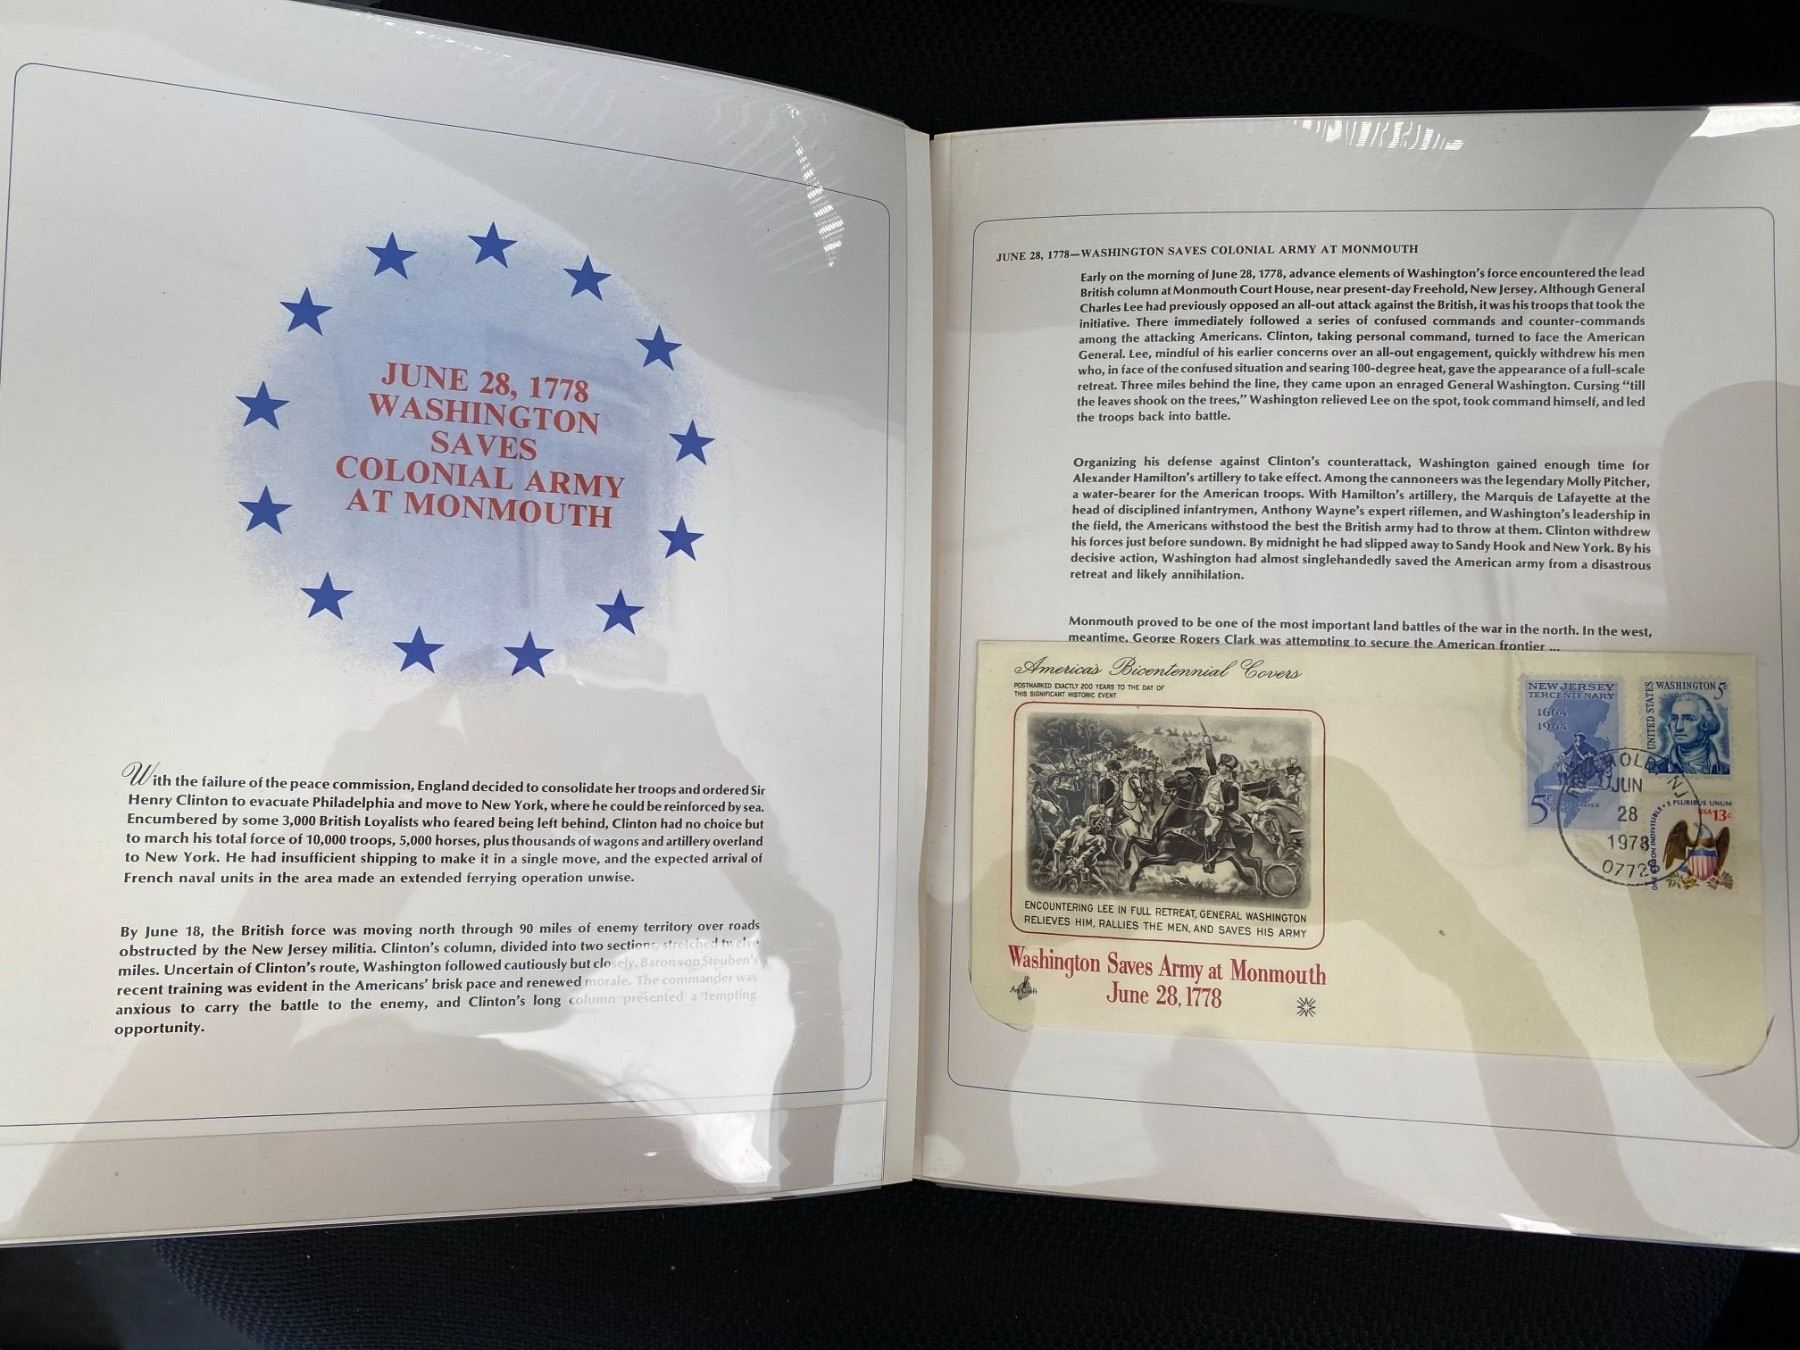 JUNE 28, 1778
WASHINGTON
SAVES
COLONIAL ARMY
AT MONMOUTH
With the failure of the peace commission, England decided to consolidate her troops and ordered Sir
Henry Clinton to evacuate Philadelphia and move to New York, where he could be reinforced by sea.
Encumbered by some 3,000 British Loyalists who feared being left behind, Clinton had no choice but
to march his total force of 10,000 troops, 5,000 horses, plus thousands of wagons and artillery overland
to New York. He had insufficient shipping to make it in a single move, and the expected arrival of
French naval units in the area made an extended ferrying operation unwise.
By June 18, the British force was moving north through 90 miles of enemy territory over roads
obstructed by the New Jersey militia. Clinton's column, divided into two sections, stretched twelve
miles. Uncertain of Clinton's route, Washington followed cautiously but closely. Baron von Steuben's
recent training was evident in the Americans' brisk pace and renewed morale. The commander was
anxious to carry the battle to the enemy, and Clinton's long column presented a tempting
opportunity.
JUNE 28, 1778—WASHINGTON SAVES COLONIAL ARMY AT MONMOUTH
Early on the morning of June 28, 1778, advance elements of Washington's force encountered the lead
British column at Monmouth Court House, near present-day Freehold, New Jersey. Although General
Charles Lee had previously opposed an all-out attack against the British, it was his troops that took the
initiative. There immediately followed a series of confused commands and counter-commands
among the attacking Americans. Clinton, taking personal command, turned to face the American
General. Lee, mindful of his earlier concerns over an all-out engagement, quickly withdrew his men
who, in face of the confused situation and searing 100-degree heat, gave the appearance of a full-scale
retreat. Three miles behind the line, they came upon an enraged General Washington. Cursing "till
the leaves shook on the trees," Washington relieved Lee on the spot, took command himself, and led
the troops back into battle.
Organizing his defense against Clinton's counterattack, Washington gained enough time for
Alexander Hamilton's artillery to take effect. Among the cannoneers was the legendary Molly Pitcher,
a water-bearer for the American troops. With Hamilton's artillery, the Marquis de Lafayette at the
head of disciplined infantrymen, Anthony Wayne's expert riflemen, and Washington's leadership in
the field, the Americans withstood the best the British army had to throw at them. Clinton withdrew
his forces just before sundown. By midnight he had slipped away to Sandy Hook and New York. By his
decisive action, Washington had almost singlehandedly saved the American army from a disastrous
retreat and likely annihilation.
Monmouth proved to be one of the most important land battles of the war in the north. In the west,
meantime, George Rogers Clark was attempting to secure the American frontier ...
America's Bicentennial Covers
POSTMARKED EXACTLY 200 YEARS TO THE DAY OF
THIS SIGNIFICANT HISTORIC EVENT
ENCOUNTERING LEE IN FULL RETREAT, GENERAL WASHINGTON
RELIEVES HIM, RALLIES THE MEN, AND SAVES HIS ARMY
Washington Saves Army at Monmouth
June 28, 1778
ArtCraft
NEW JERSEY
TERCENTENARY
1664
1964
5¢
UNITED STATES
WASHINGTON 5¢
NJ
JUN
28
1978
0772
E PLURIBUS UNUM
USA 13c